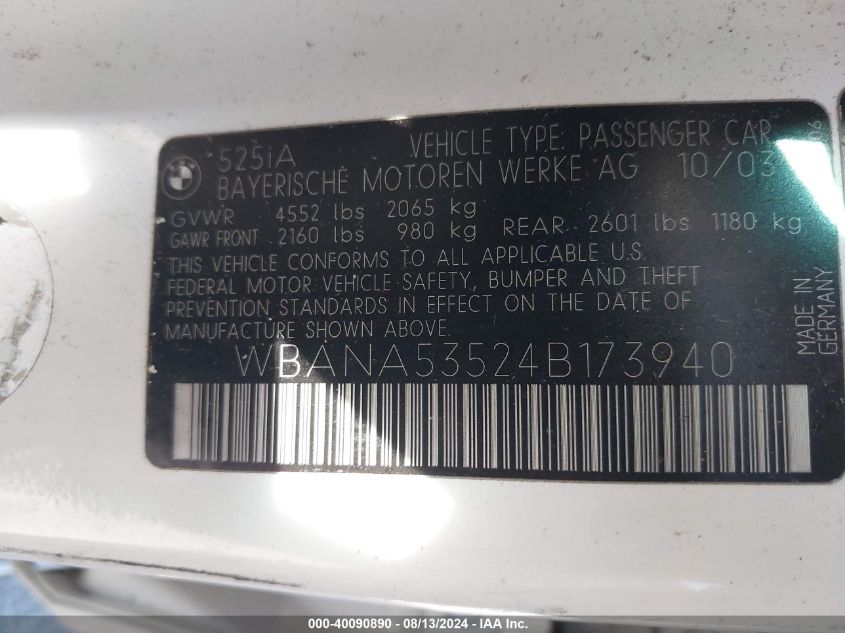 525iA VEHICLE TYPE: PASSENGER CAR
BAYERISCHE MOTOREN WERKE AG 10/03
GVWR 4552 lbs 2065 kg
GAWR FRONT 2160 lbs 980 kg REAR 2601 lbs 1180 kg
THIS VEHICLE CONFORMS TO ALL APPLICABLE U.S.
FEDERAL MOTOR VEHICLE SAFETY, BUMPER AND THEFT
PREVENTION STANDARDS IN EFFECT ON THE DATE OF
MANUFACTURE SHOWN ABOVE.
WBANA53524B173940
MADE IN
GERMANY
000-40090890 - 08/13/2024 - IAA Inc.